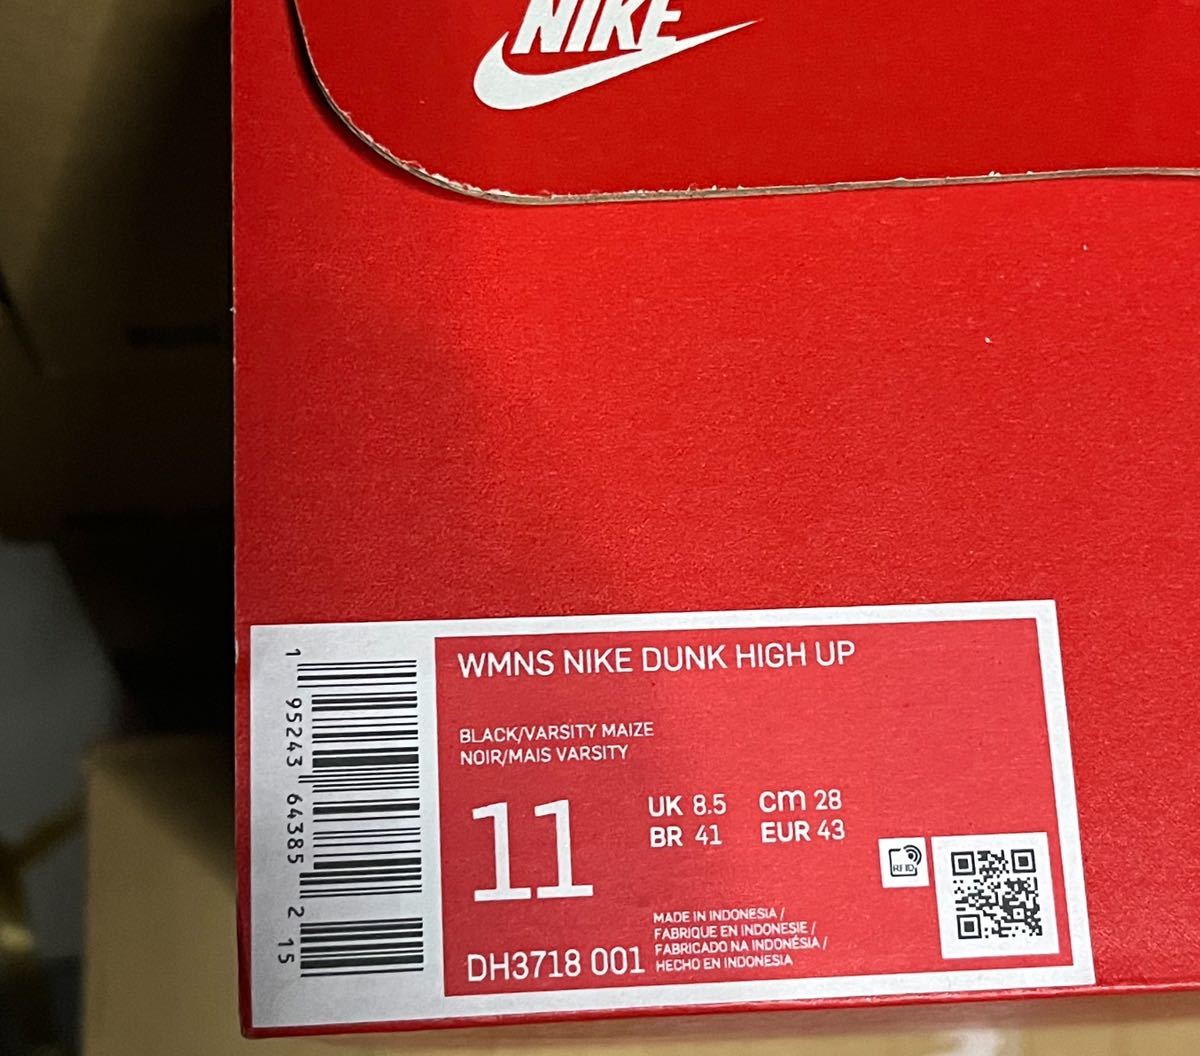 NIKE
WMNS NIKE DUNK HIGH UP
BLACK/VARSITY MAIZE
NOIR/MAIS VARSITY
11
UK 8.5 cm 28
BR 41 EUR 43
RFID
DH3718 001
MADE IN INDONESIA /
FABRIQUE EN INDONESIE /
FABRICADO NA INDONÉSIA /
HECHO EN INDONESIA
1 95243 64385 2 15